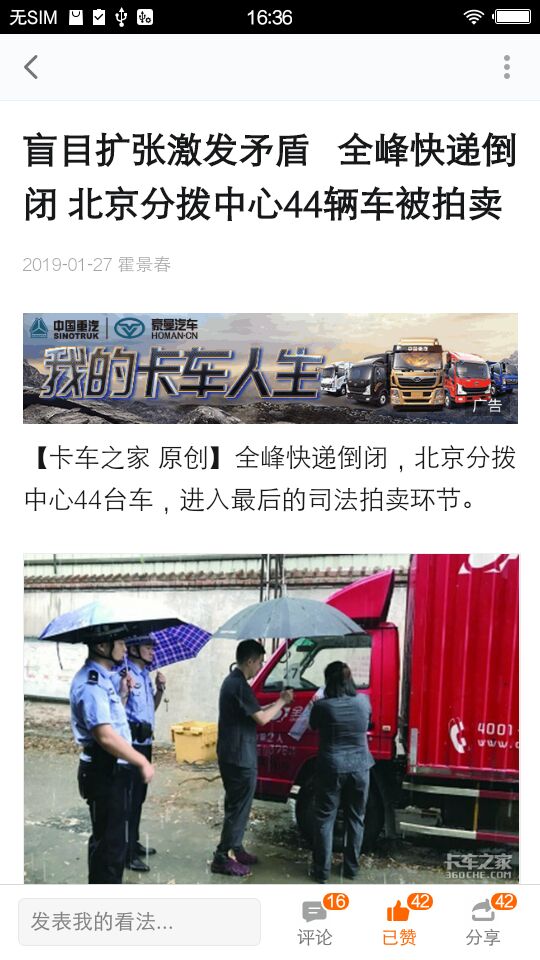 无SIM
16:36
盲目扩张激发矛盾 全峰快递倒
闭 北京分拨中心44辆车被拍卖
2019-01-27 霍景春
中国重汽 豪曼汽车
SINOTRUK HOMAN·CN
我的卡车人生
广告
【卡车之家 原创】全峰快递倒闭，北京分拨
中心44台车，进入最后的司法拍卖环节。
27
4001
卡车之家
360CHE.COM
发表我的看法...
16
评论
42
已赞
42
分享